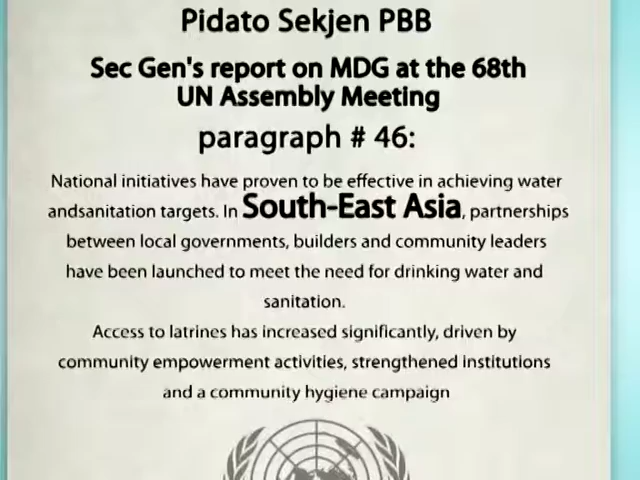 Pidato Sekjen PBB
Sec Gen's report on MDG at the 68th
UN Assembly Meeting
paragraph # 46:
National initiatives have proven to be effective in achieving water
andsanitation targets. In South-East Asia, partnerships
between local governments, builders and community leaders
have been launched to meet the need for drinking water and
sanitation.
Access to latrines has increased significantly, driven by
community empowerment activities, strengthened institutions
and a community hygiene campaign